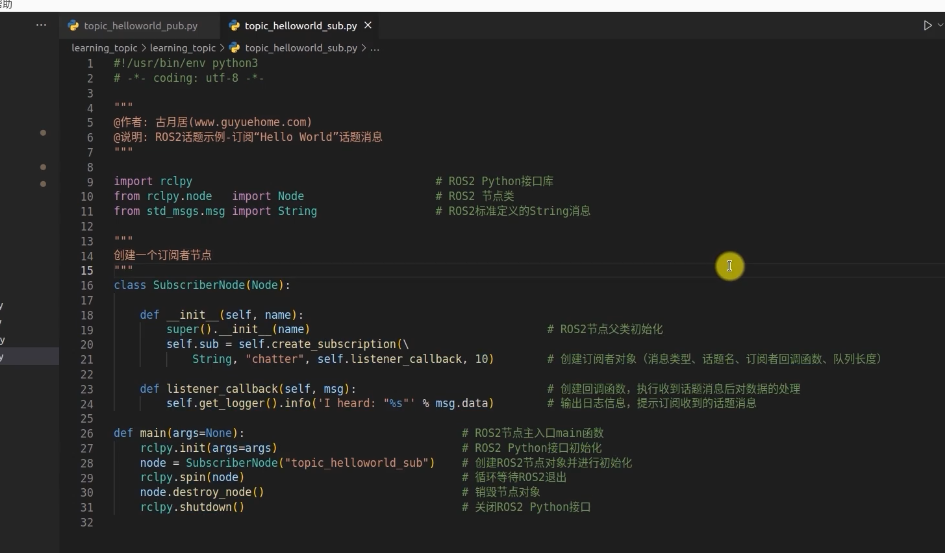 帮助
topic_helloworld_pub.py
topic_helloworld_sub.py ×
learning_topic > learning_topic > topic_helloworld_sub.py > ...
1 #!/usr/bin/env python3
2 # -*- coding: utf-8 -*-
3
4 """
5 @作者: 古月居(www.guyuehome.com)
6 @说明: ROS2话题示例-订阅“Hello World”话题消息
7 """
8
9 import rclpy # ROS2 Python接口库
10 from rclpy.node import Node # ROS2 节点类
11 from std_msgs.msg import String # ROS2标准定义的String消息
12
13 """
14 创建一个订阅者节点
15 """
16 class SubscriberNode(Node):
17
18 def __init__(self, name):
19 super().__init__(name) # ROS2节点父类初始化
20 self.sub = self.create_subscription(\
21 String, "chatter", self.listener_callback, 10) # 创建订阅者对象（消息类型、话题名、订阅者回调函数、队列长度）
22
23 def listener_callback(self, msg): # 创建回调函数，执行收到话题消息后对数据的处理
24 self.get_logger().info('I heard: "%s"' % msg.data) # 输出日志信息，提示订阅收到的话题消息
25
26 def main(args=None): # ROS2节点主入口main函数
27 rclpy.init(args=args) # ROS2 Python接口初始化
28 node = SubscriberNode("topic_helloworld_sub") # 创建ROS2节点对象并进行初始化
29 rclpy.spin(node) # 循环等待ROS2退出
30 node.destroy_node() # 销毁节点对象
31 rclpy.shutdown() # 关闭ROS2 Python接口
32